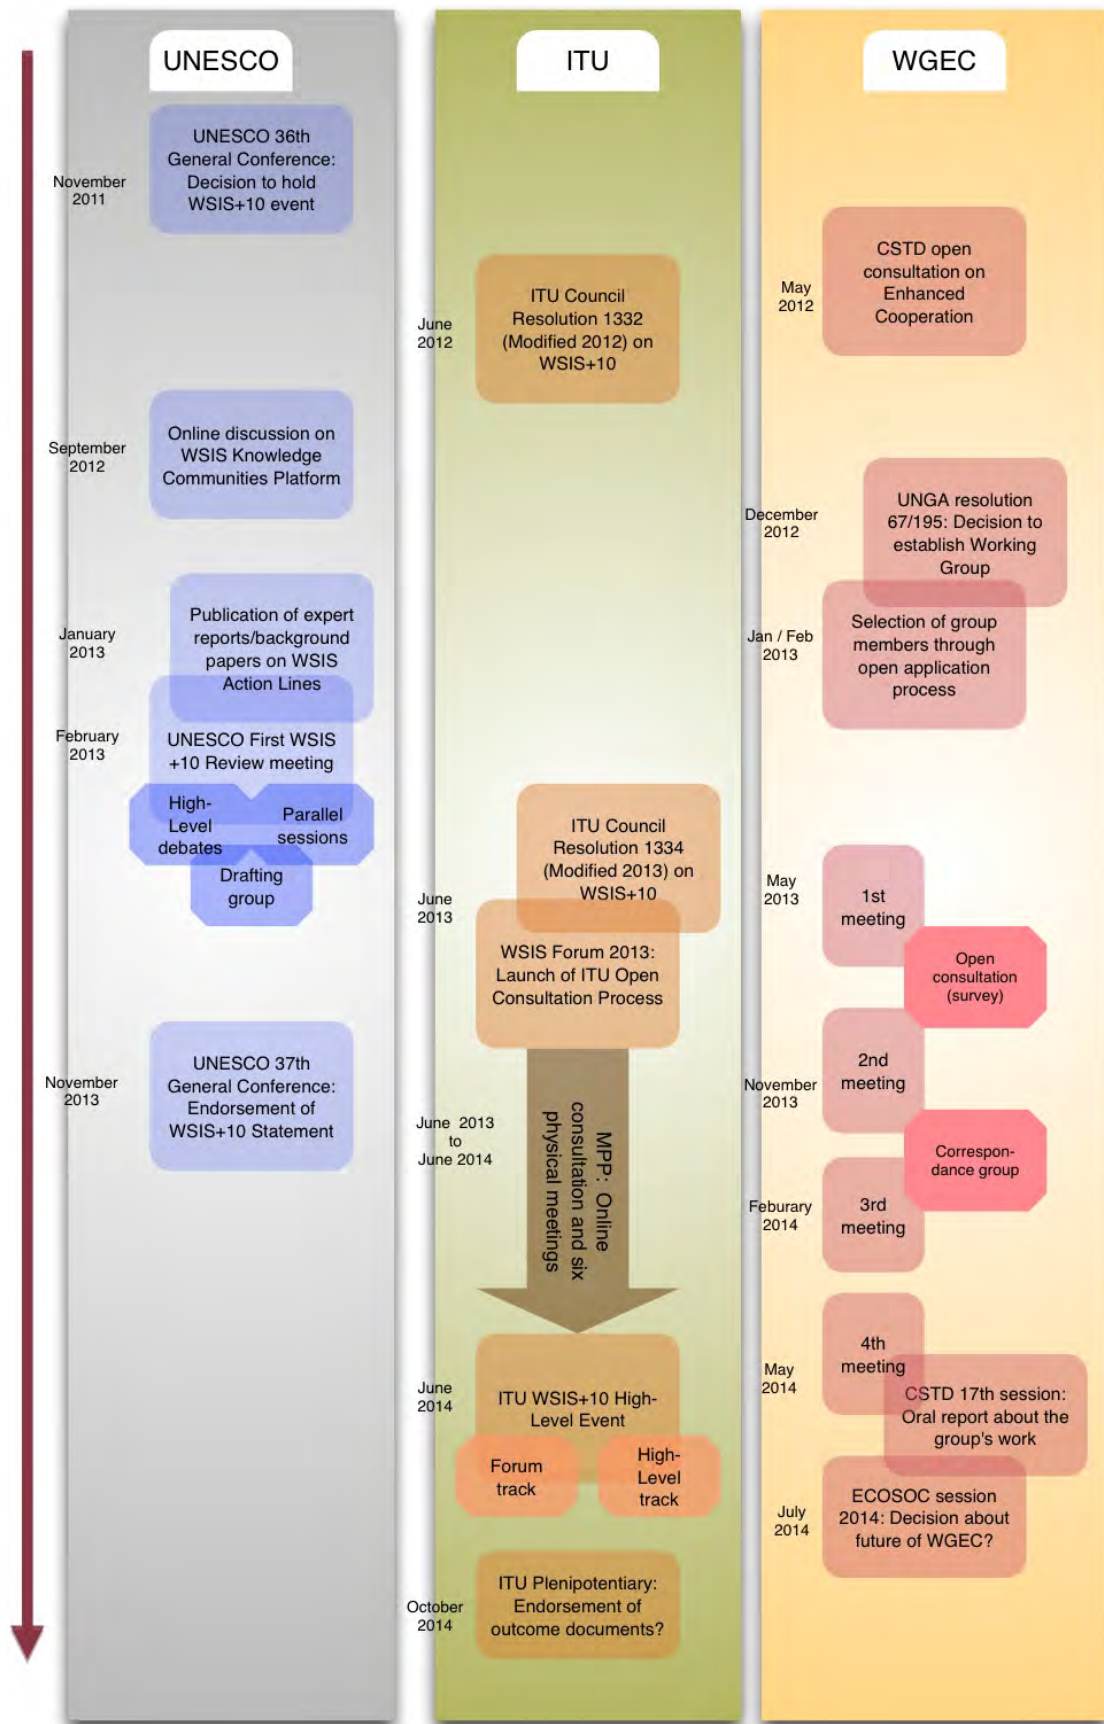 UNESCO
November
2011
UNESCO 36th
General Conference:
Decision to hold
WSIS+10 event
September
2012
Online discussion on
WSIS Knowledge
Communities Platform
January
2013
Publication of expert
reports/background
papers on WSIS
Action Lines
February
2013
UNESCO First WSIS
+10 Review meeting
High-
Level
debates
Parallel
sessions
Drafting
group
November
2013
UNESCO 37th
General Conference:
Endorsement of
WSIS+10 Statement
ITU
June
2012
ITU Council
Resolution 1332
(Modified 2012) on
WSIS+10
June
2013
ITU Council
Resolution 1334
(Modified 2013) on
WSIS+10
WSIS Forum 2013:
Launch of ITU Open
Consultation Process
June 2013
to
June 2014
MPP: Online
consultation and six
physical meetings
June
2014
ITU WSIS+10 High-
Level Event
Forum
track
High-
Level
track
October
2014
ITU Plenipotentiary:
Endorsement of
outcome documents?
WGEC
May
2012
CSTD open
consultation on
Enhanced
Cooperation
December
2012
UNGA resolution
67/195: Decision to
establish Working
Group
Jan / Feb
2013
Selection of group
members through
open application
process
May
2013
1st
meeting
Open
consultation
(survey)
November
2013
2nd
meeting
Correspon-
dance group
Feburary
2014
3rd
meeting
May
2014
4th
meeting
CSTD 17th session:
Oral report about the
group's work
July
2014
ECOSOC session
2014: Decision about
future of WGEC?